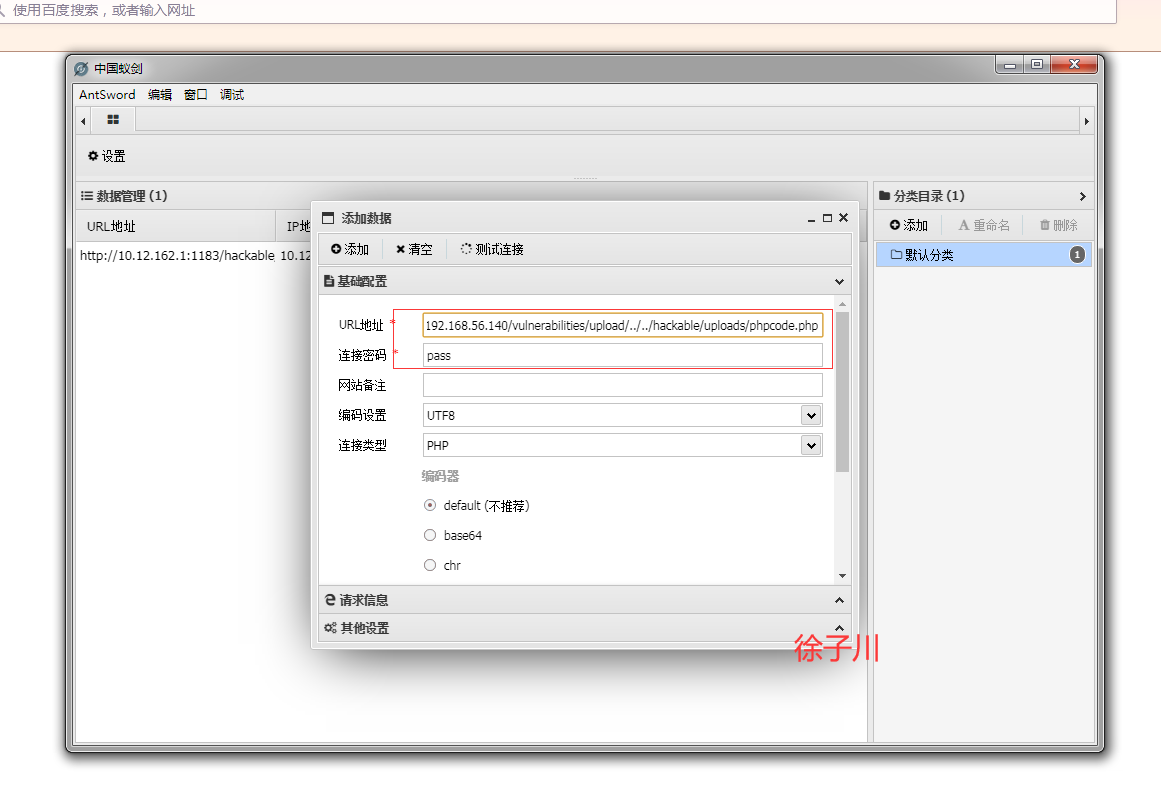 使用百度搜索，或者输入网址
中国蚁剑
AntSword 编辑 窗口 调试
设置
数据管理 (1)
分类目录 (1)
URL地址 IP地
添加 重命名 删除
http://10.12.162.1:1183/hackable 10.12
默认分类 1
添加数据
添加 清空 测试连接
基础配置
URL地址 * 192.168.56.140/vulnerabilities/upload/../../hackable/uploads/phpcode.php
连接密码 * pass
网站备注
编码设置 UTF8
连接类型 PHP
编码器
default (不推荐)
base64
chr
请求信息
其他设置
徐子川